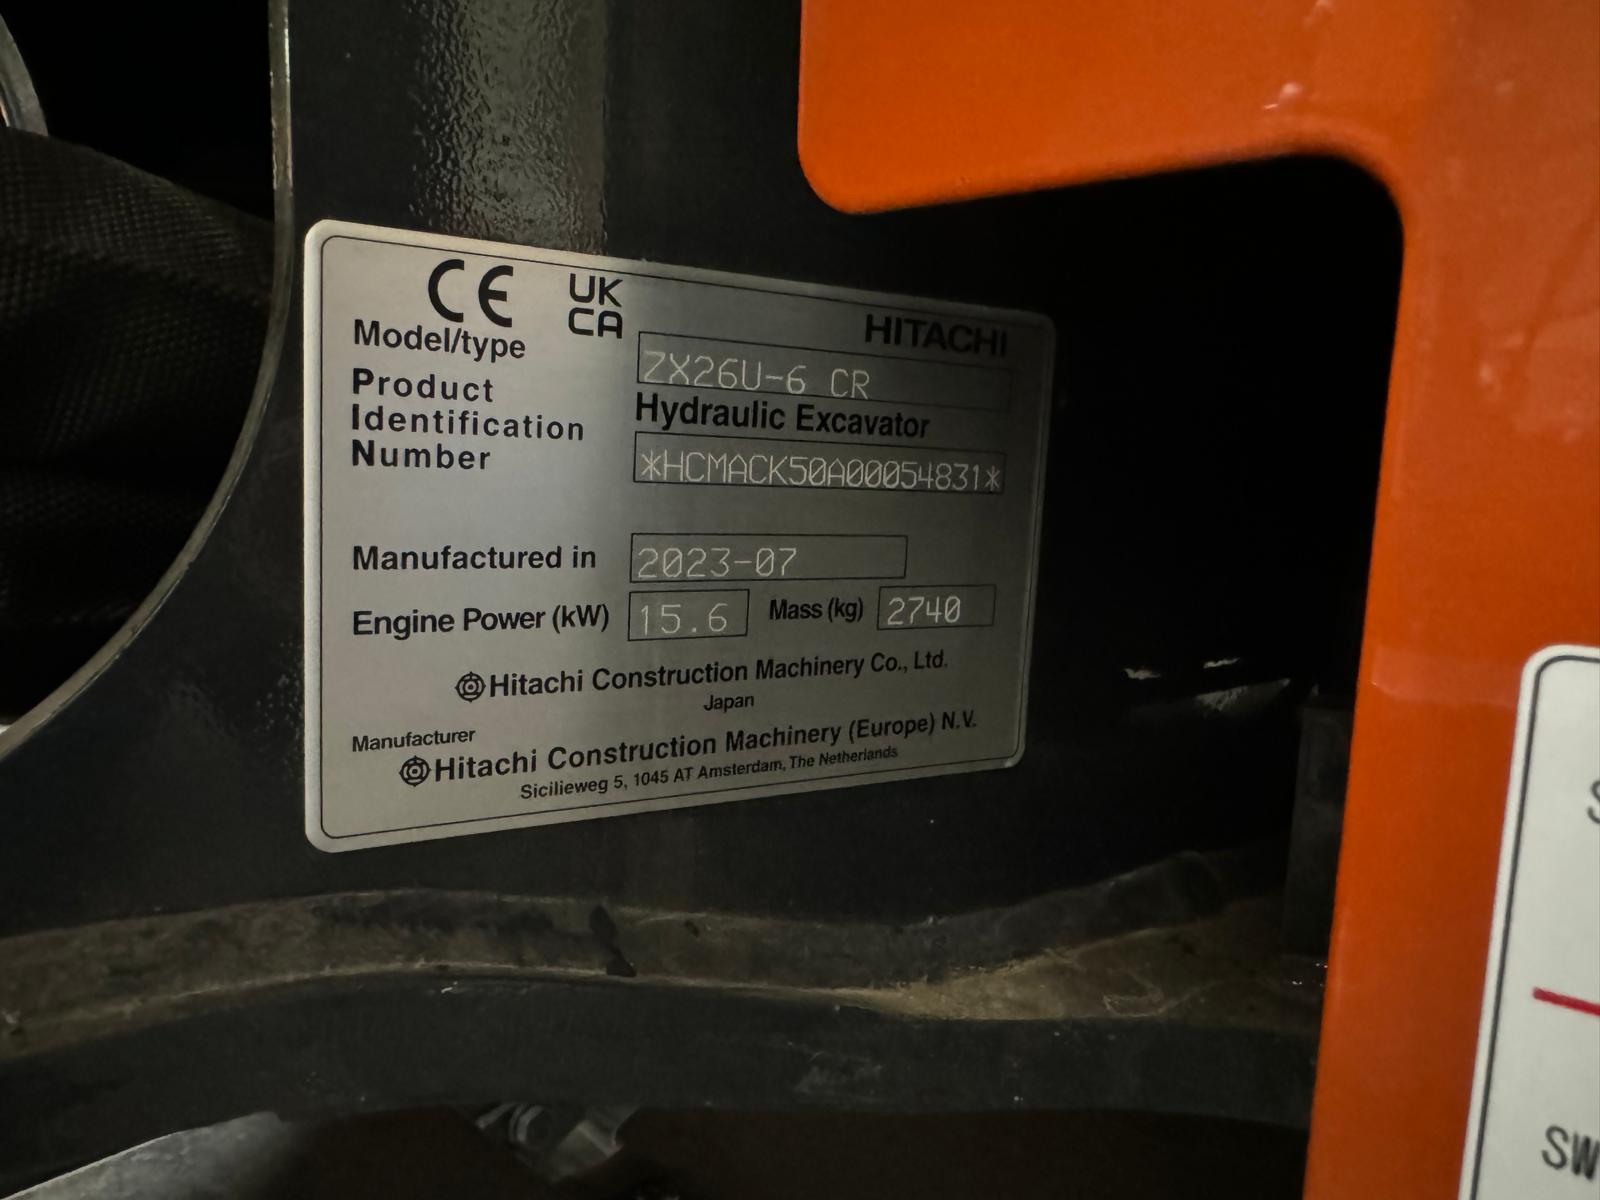 CE UK CA
HITACHI
Model/type ZX26U-6 CR
Hydraulic Excavator
Product Identification Number *HCMACK50A00054831*
Manufactured in 2023-07
Engine Power (kW) 15.6 Mass (kg) 2740
Hitachi Construction Machinery Co., Ltd.
Japan
Manufacturer
Hitachi Construction Machinery (Europe) N.V.
Sicilieweg 5, 1045 AT Amsterdam, The Netherlands
SW